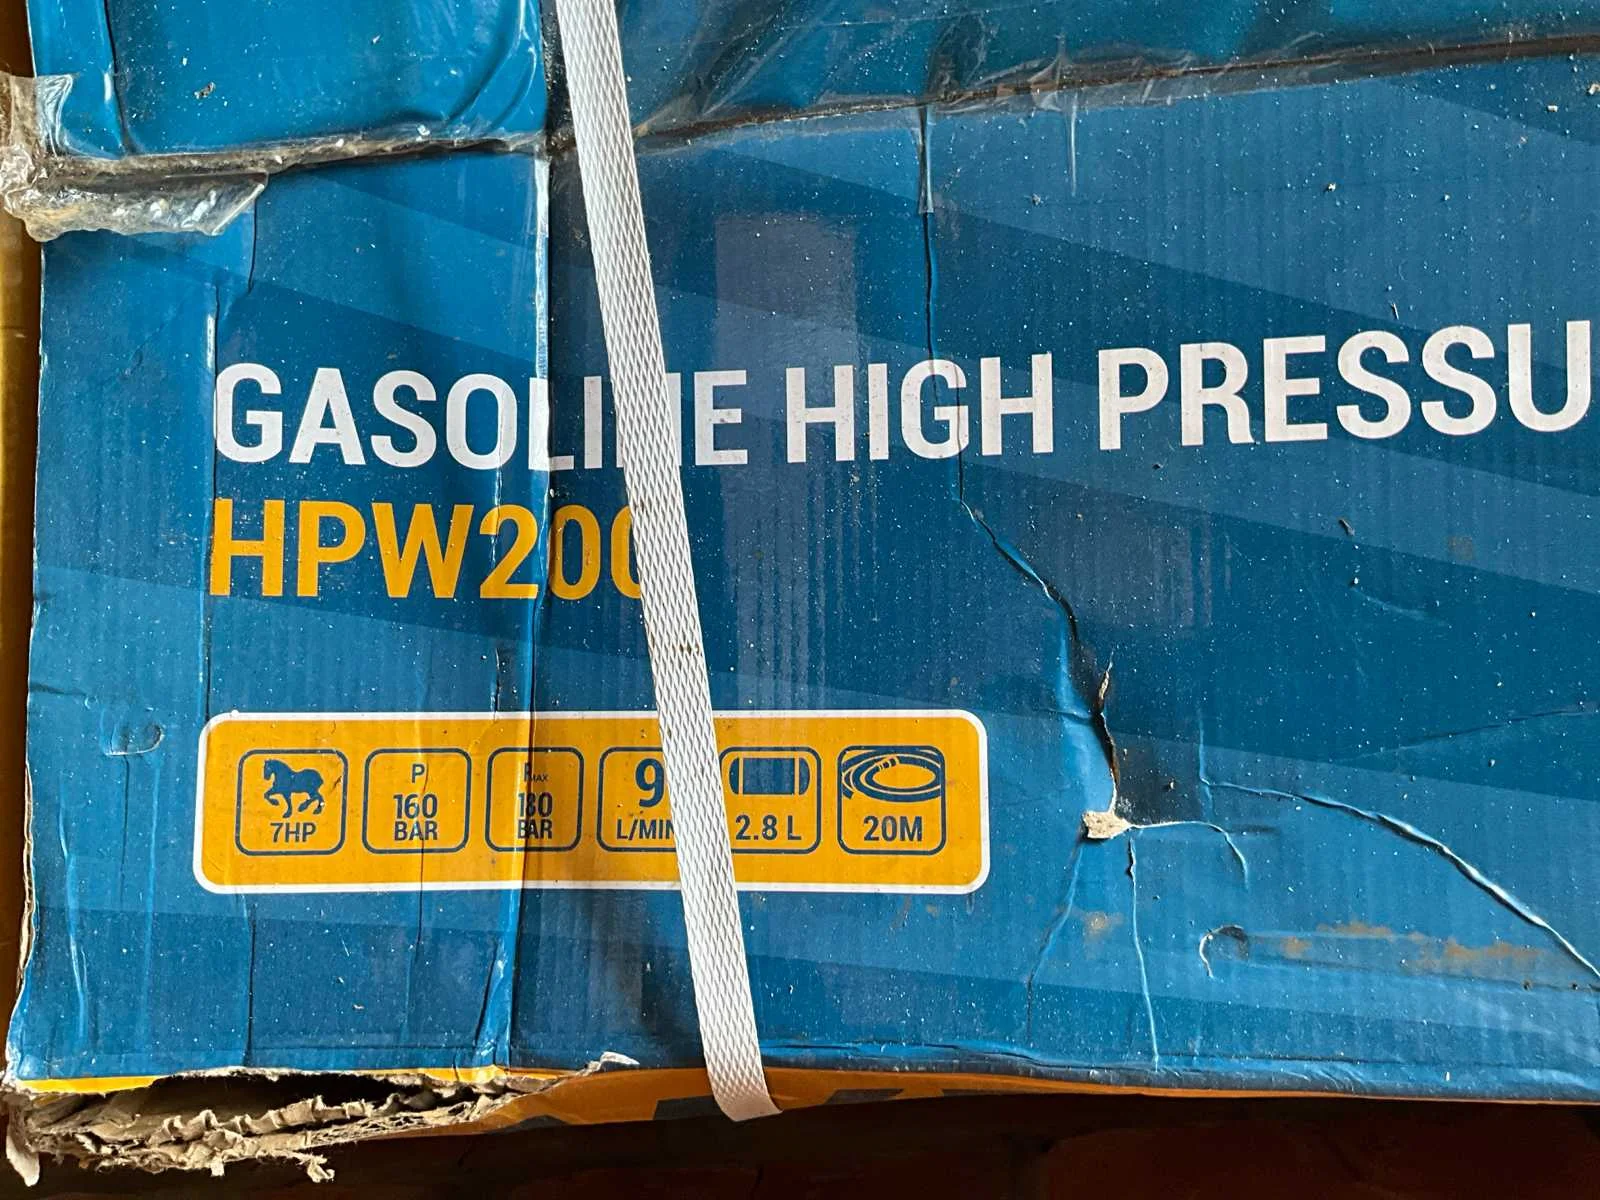 GASOLINE HIGH PRESSU
HPW200
7HP
P
160
BAR
PMAX
180
BAR
9
L/MIN
2.8 L
20M